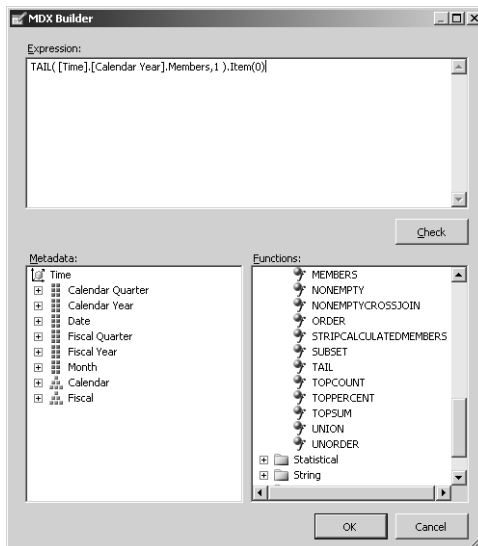 MDX Builder
Expression:
TAIL( [Time].[Calendar Year].Members,1 ).Item(0)
Check
Metadata:
Time
Calendar Quarter
Calendar Year
Date
Fiscal Quarter
Fiscal Year
Month
Calendar
Fiscal
Functions:
MEMBERS
NONEMPTY
NONEMPTYCROSSJOIN
ORDER
STRIPCALCULATEDMEMBERS
SUBSET
TAIL
TOPCOUNT
TOPPERCENT
TOPSUM
UNION
UNORDER
Statistical
String
OK
Cancel